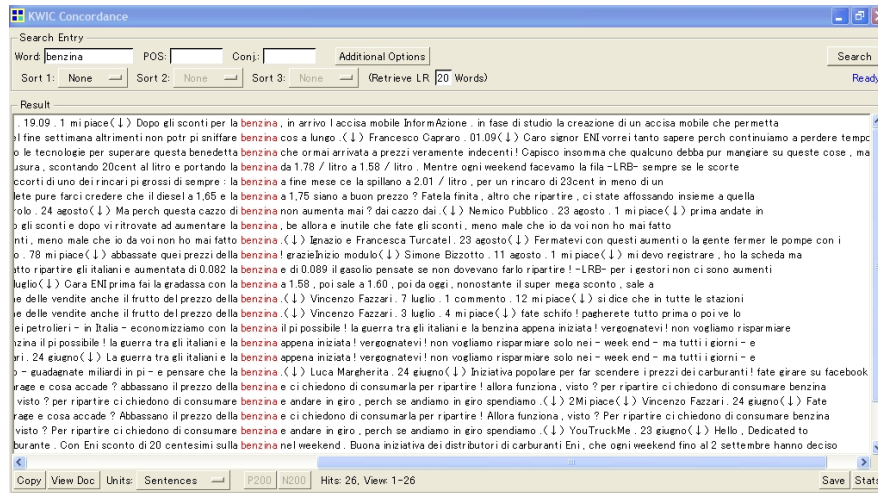 KWIC Concordance
Search Entry
Word: benzina POS: Conj.: Additional Options Search
Sort 1: None Sort 2: None Sort 3: None (Retrieve LR 20 Words) Ready
Result
. 19.09 . 1 mi piace(↓) Dopo gli sconti per la benzina , in arrivo l accisa mobile InformAzione . in fase di studio la creazione di un accisa mobile che permetta
el fine settimana altrimenti non potr pi sniffare benzina cos a lungo .(↓) Francesco Capraro . 01.09(↓) Caro signor ENI vorrei tanto sapere perch continuiamo a perdere tempo
o le tecnologie per superare questa benedetta benzina che ormai arrivata a prezzi veramente indecenti ! Capisco insomma che qualcuno debba pur mangiare su queste cose , ma
usura , scontando 20cent al litro e portando la benzina da 1.78 / litro a 1.58 / litro . Mentre ogni weekend facevamo la fila -LRB- sempre se le scorte
ccorti di uno dei rincari pi grossi di sempre : la benzina a fine mese ce la spillano a 2.01 / litro , per un rincaro di 23cent in meno di un
lete pure farci credere che il diesel a 1,65 e la benzina a 1,75 siano a buon prezzo ? Fatela finita , altro che ripartire , ci state affossando insieme a quella
rolo . 24 agosto(↓) Ma perch questa cazzo di benzina non aumenta mai ? dai cazzo dai .(↓) Nemico Pubblico . 23 agosto . 1 mi piace(↓) prima andate in
o gli sconti e dopo vi ritrovate ad aumentare la benzina , be allora e inutile che fate gli sconti , meno male che io da voi non ho mai fatto
nti , meno male che io da voi non ho mai fatto benzina .(↓) Ignazio e Francesca Turcatel . 23 agosto(↓) Fermatevi con questi aumenti o la gente fermer le pompe con i
o . 78 mi piace(↓) abbassate quei prezzi della benzina ! grazieInizio modulo(↓) Simone Bizzotto . 11 agosto . 1 mi piace(↓) mi devo registrare , ho la scheda ma
atto ripartire gli italiani e aumentata di 0.082 la benzina e di 0.089 il gasolio pensate se non dovevano farlo ripartire ! -LRB- per i gestori non ci sono aumenti
luglio(↓) Cara ENI prima fai la gradassa con la benzina a 1.58 , poi sale a 1.60 , poi da oggi , nonostante il super mega sconto , sale a
e delle vendite anche il frutto del prezzo della benzina .(↓) Vincenzo Fazzari . 7 luglio . 1 commento . 12 mi piace(↓) si dice che in tutte le stazioni
e delle vendite anche il frutto del prezzo della benzina .(↓) Vincenzo Fazzari . 3 luglio . 4 mi piace(↓) fate schifo ! pagherete tutto prima o poi ve lo
ei petrolieri - in Italia - economizziamo con la benzina il pi possibile ! la guerra tra gli italiani e la benzina appena iniziata ! vergognatevi ! non vogliamo risparmiare
nzina il pi possibile ! la guerra tra gli italiani e la benzina appena iniziata ! vergognatevi ! non vogliamo risparmiare solo nei - week end - ma tutti i giorni - e
ari . 24 giugno(↓) La guerra tra gli italiani e la benzina appena iniziata ! vergognatevi ! non vogliamo risparmiare solo nei - week end - ma tutti i giorni - e
o - guadagnate miliardi in pi - e pensare che la benzina .(↓) Luca Margherita . 24 giugno(↓) Iniziativa popolare per far scendere i prezzi dei carburanti ! fate girare su facebook
rage e cosa accade ? abbassano il prezzo della benzina e ci chiedono di consumarla per ripartire ! allora funziona , visto ? per ripartire ci chiedono di consumare benzina
visto ? per ripartire ci chiedono di consumare benzina e andare in giro , perch se andiamo in giro spendiamo .(↓) 2Mi piace(↓) Vincenzo Fazzari . 24 giugno(↓) Fate
rage e cosa accade ? Abbassano il prezzo della benzina e ci chiedono di consumarla per ripartire ! Allora funziona , visto ? Per ripartire ci chiedono di consumare benzina
visto ? Per ripartire ci chiedono di consumare benzina e andare in giro , perch se andiamo in giro spendiamo .(↓) YouTruckMe . 23 giugno(↓) Hello , Dedicated to
burante . Con Eni sconto di 20 centesimi sulla benzina nel weekend . Buona iniziativa dei distributori di carburanti Eni , che ogni weekend fino al 2 settembre hanno deciso
Copy View Doc Units: Sentences P200 N200 Hits: 26, View: 1-26 Save Stats